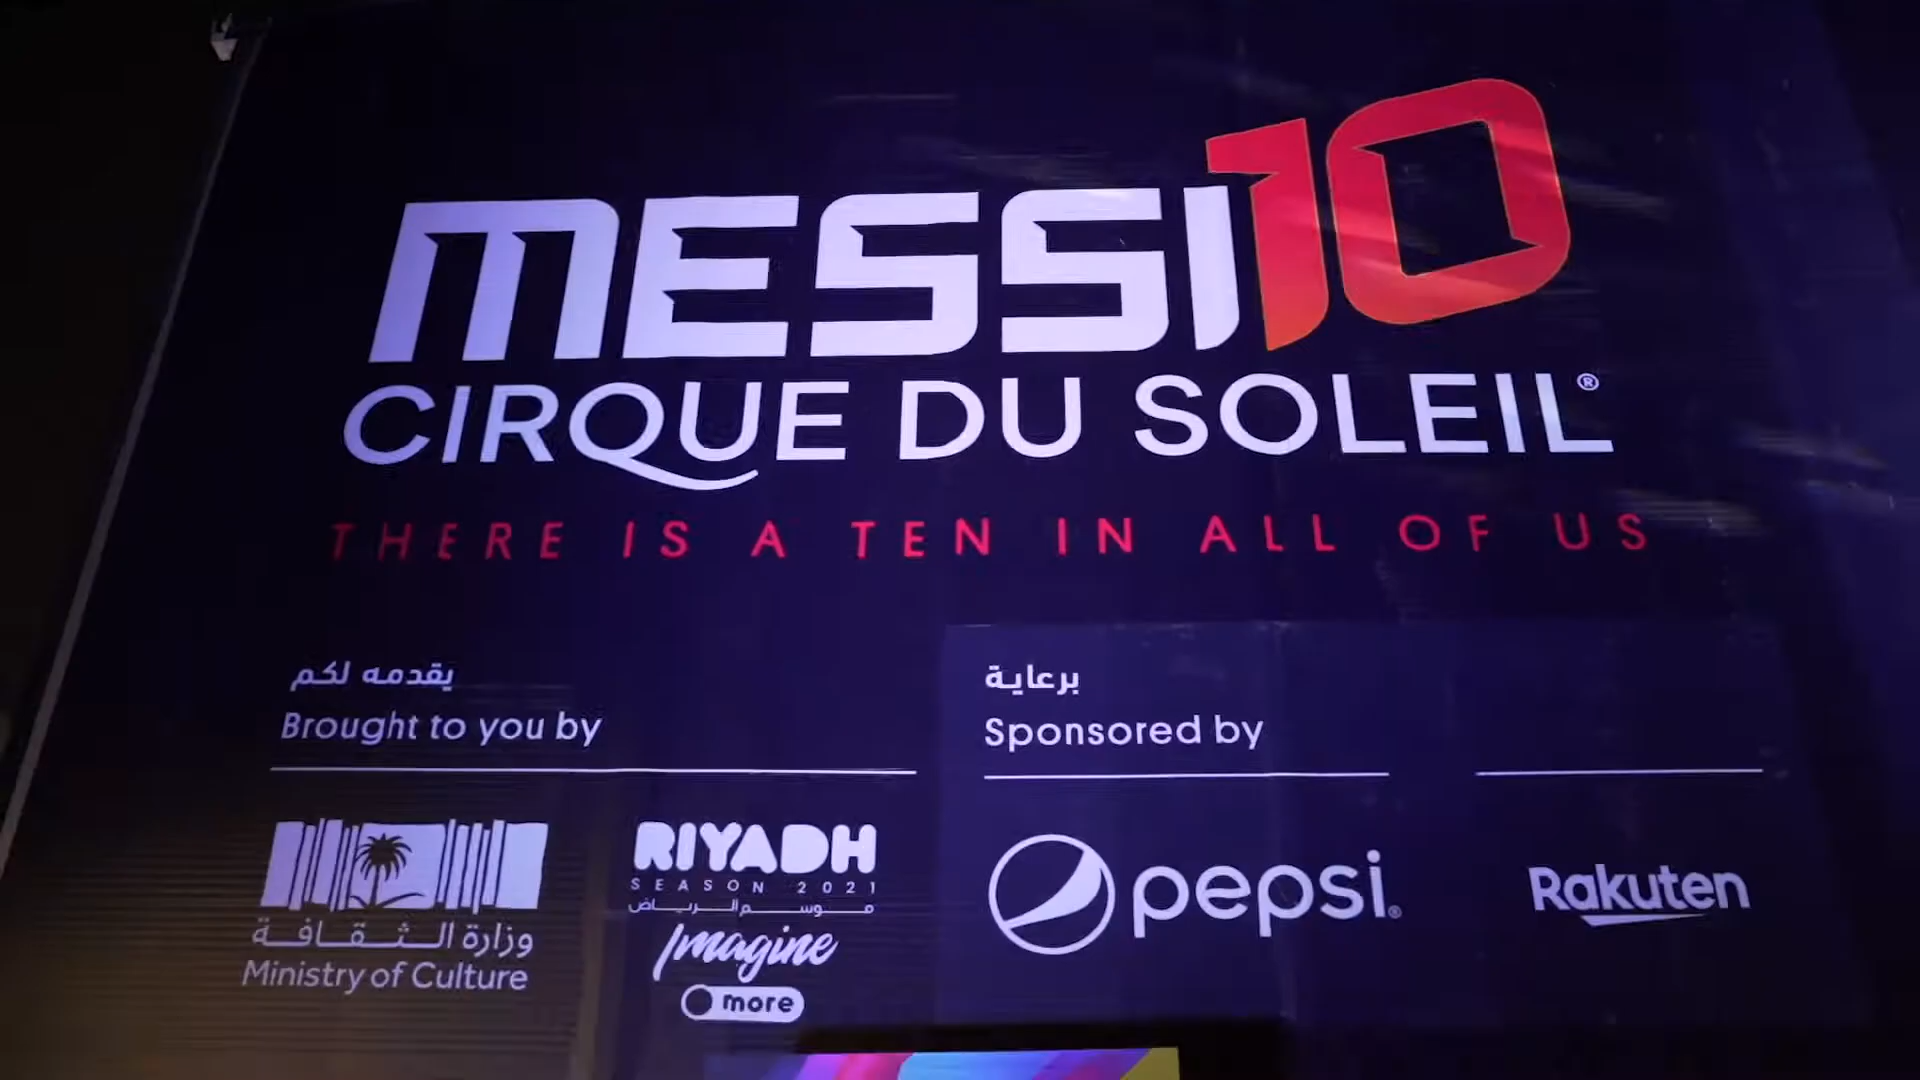 MESSI10
CIRQUE DU SOLEIL®
THERE IS A TEN IN ALL OF US
يقدمه لكم
Brought to you by
برعاية
Sponsored by
وزارة الثقافة
Ministry of Culture
RIYADH
SEASON 2021
موسم الرياض
Imagine
more
pepsi®
Rakuten